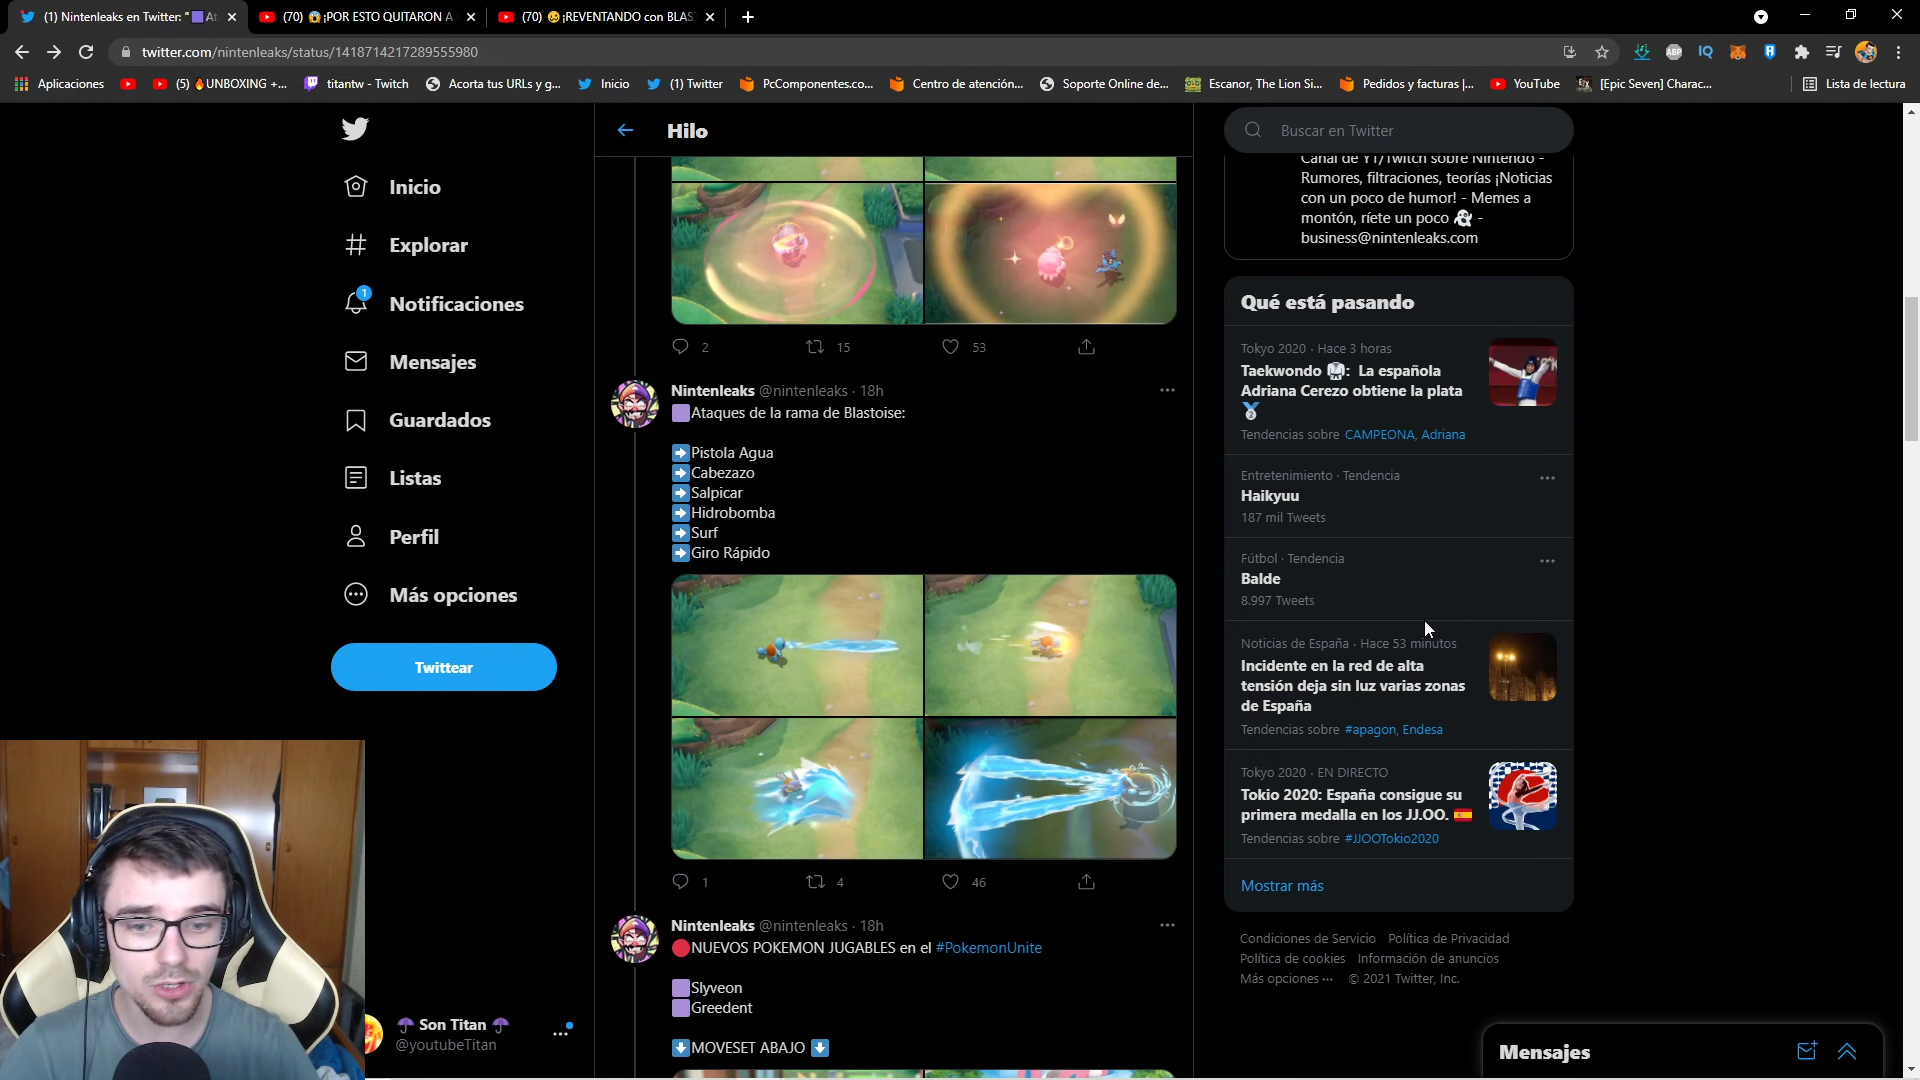 (1) Nintenleaks en Twitter: "🟪At
(70) 😱¡POR ESTO QUITARON A
(70) 🥴¡REVENTANDO con BLAS
twitter.com/nintenleaks/status/1418714217289555980
ABP
IQ
Aplicaciones
(5) 🔥UNBOXING +...
titantw - Twitch
Acorta tus URLs y g...
Inicio
(1) Twitter
PcComponentes.co...
Centro de atención...
Soporte Online de...
Escanor, The Lion Si...
Pedidos y facturas |...
YouTube
[Epic Seven] Charac...
Lista de lectura
Inicio
Explorar
1
Notificaciones
Mensajes
Guardados
Listas
Perfil
Más opciones
Twittear
☂ Son Titan ☂
@youtubeTitan
Hilo
2
15
53
Nintenleaks @nintenleaks · 18h
🟪Ataques de la rama de Blastoise:
➡Pistola Agua
➡Cabezazo
➡Salpicar
➡Hidrobomba
➡Surf
➡Giro Rápido
1
4
46
Nintenleaks @nintenleaks · 18h
🔴NUEVOS POKEMON JUGABLES en el #PokemonUnite
🟪Slyveon
🟪Greedent
⬇MOVESET ABAJO ⬇
Buscar en Twitter
Canal de YT/Twitch sobre Nintendo -
Rumores, filtraciones, teorías ¡Noticias
con un poco de humor! - Memes a
montón, ríete un poco 👻 -
business@nintenleaks.com
Qué está pasando
Tokyo 2020 · Hace 3 horas
Taekwondo 🥋: La española
Adriana Cerezo obtiene la plata
🥈
Tendencias sobre CAMPEONA, Adriana
Entretenimiento · Tendencia
Haikyuu
187 mil Tweets
Fútbol · Tendencia
Balde
8.997 Tweets
Noticias de España · Hace 53 minutos
Incidente en la red de alta
tensión deja sin luz varias zonas
de España
Tendencias sobre #apagon, Endesa
Tokyo 2020 · EN DIRECTO
Tokio 2020: España consigue su
primera medalla en los JJ.OO. 🇪🇸
Tendencias sobre #JJOOTokio2020
Mostrar más
Condiciones de Servicio Política de Privacidad
Política de cookies Información de anuncios
Más opciones ··· © 2021 Twitter, Inc.
Mensajes